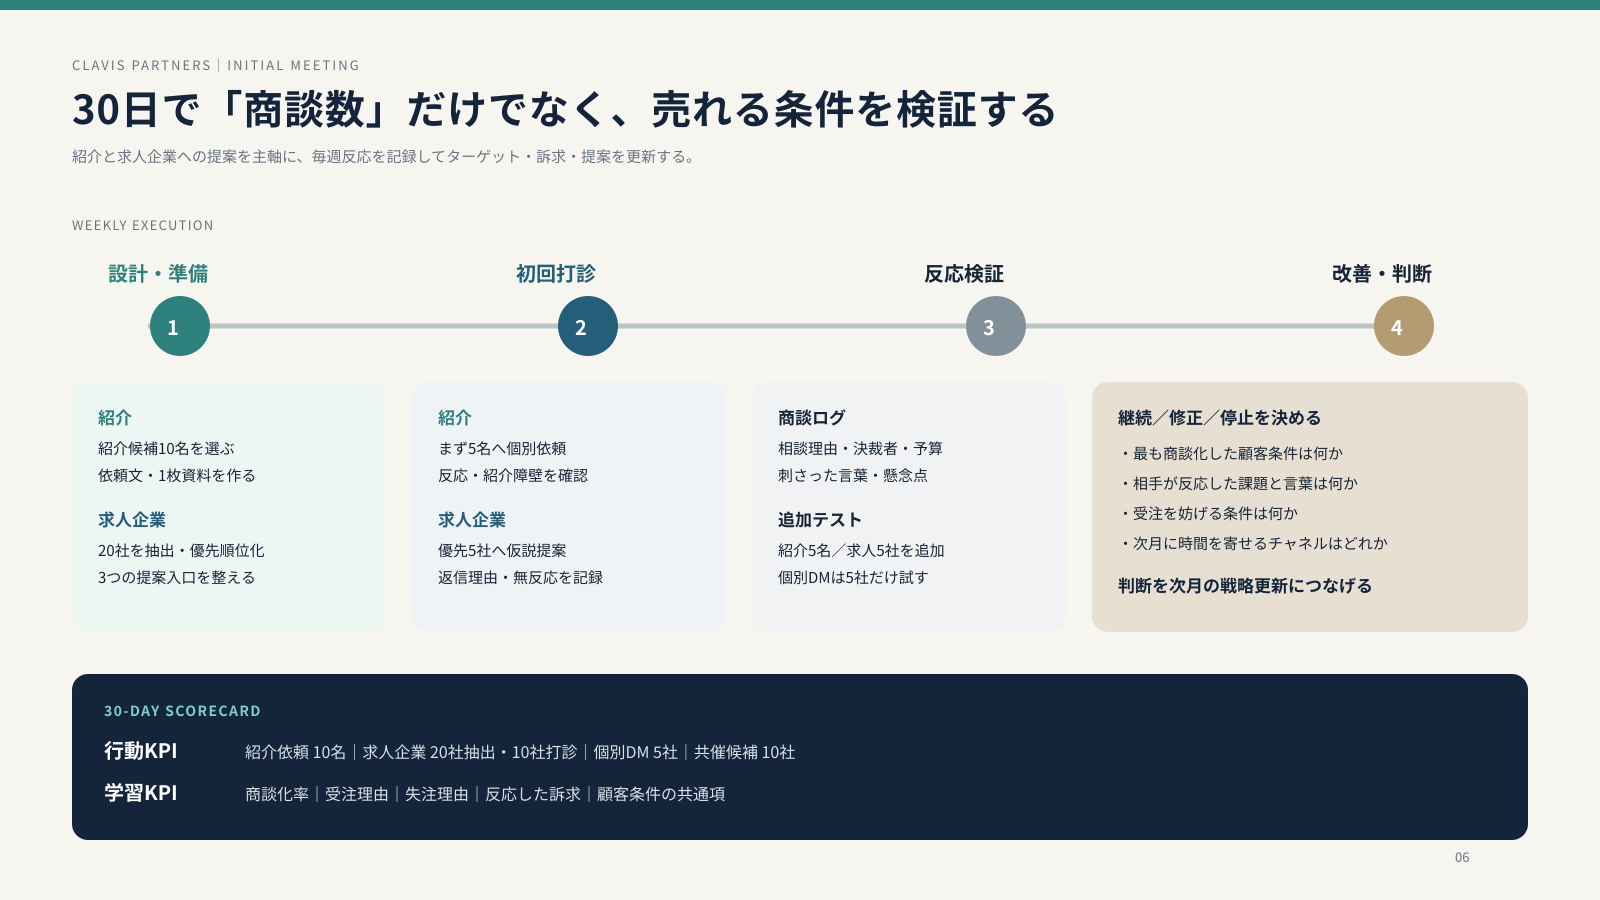 CLAVIS PARTNERS｜INITIAL MEETING
30日で「商談数」だけでなく、売れる条件を検証する
紹介と求人企業への提案を主軸に、毎週反応を記録してターゲット・訴求・提案を更新する。
WEEKLY EXECUTION
設計・準備
初回打診
反応検証
改善・判断
1
2
3
4
紹介
紹介候補10名を選ぶ
依頼文・1枚資料を作る
求人企業
20社を抽出・優先順位化
3つの提案入口を整える
紹介
まず5名へ個別依頼
反応・紹介障壁を確認
求人企業
優先5社へ仮説提案
返信理由・無反応を記録
商談ログ
相談理由・決裁者・予算
刺さった言葉・懸念点
追加テスト
紹介5名／求人5社を追加
個別DMは5社だけ試す
継続／修正／停止を決める
・最も商談化した顧客条件は何か
・相手が反応した課題と言葉は何か
・受注を妨げる条件は何か
・次月に時間を寄せるチャネルはどれか
判断を次月の戦略更新につなげる
30-DAY SCORECARD
行動KPI 紹介依頼 10名｜求人企業 20社抽出・10社打診｜個別DM 5社｜共催候補 10社
学習KPI 商談化率｜受注理由｜失注理由｜反応した訴求｜顧客条件の共通項
06